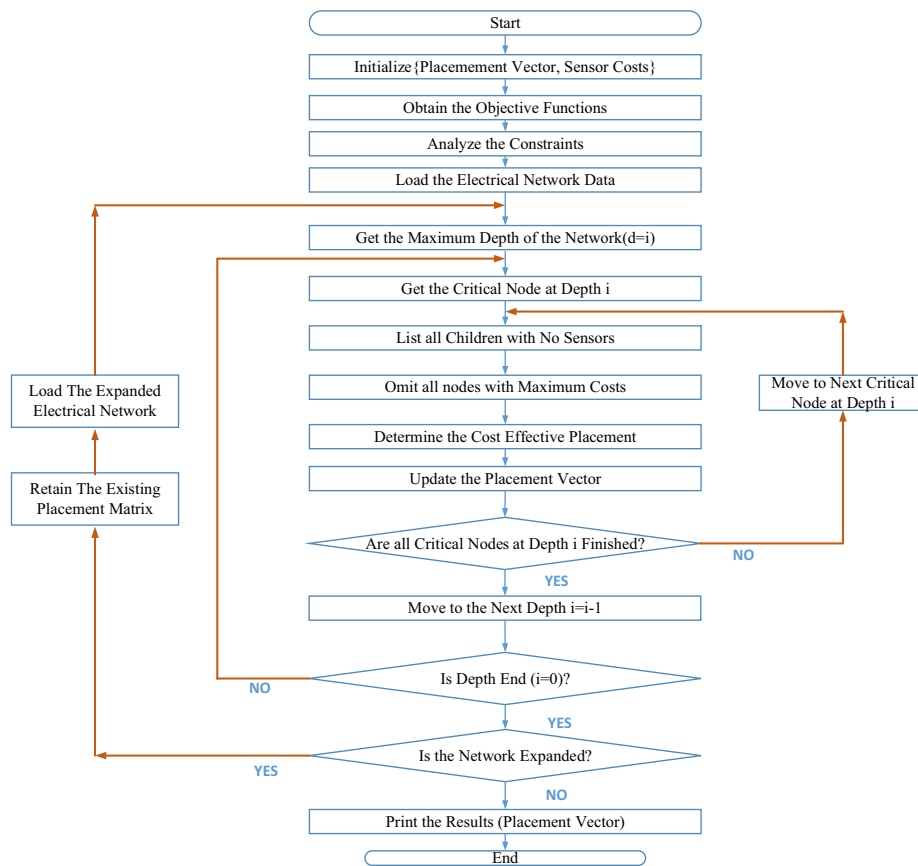 Start
Initialize{Placemement Vector, Sensor Costs}
Obtain the Objective Functions
Analyze the Constraints
Load the Electrical Network Data
Get the Maximum Depth of the Network(d=i)
Get the Critical Node at Depth i
List all Children with No Sensors
Omit all nodes with Maximum Costs
Determine the Cost Effective Placement
Update the Placement Vector
Are all Critical Nodes at Depth i Finished?
NO
Move to Next Critical
Node at Depth i
YES
Move to the Next Depth i=i-1
Is Depth End (i=0)?
NO
YES
Is the Network Expanded?
YES
Retain The Existing
Placement Matrix
Load The Expanded
Electrical Network
NO
Print the Results (Placement Vector)
End